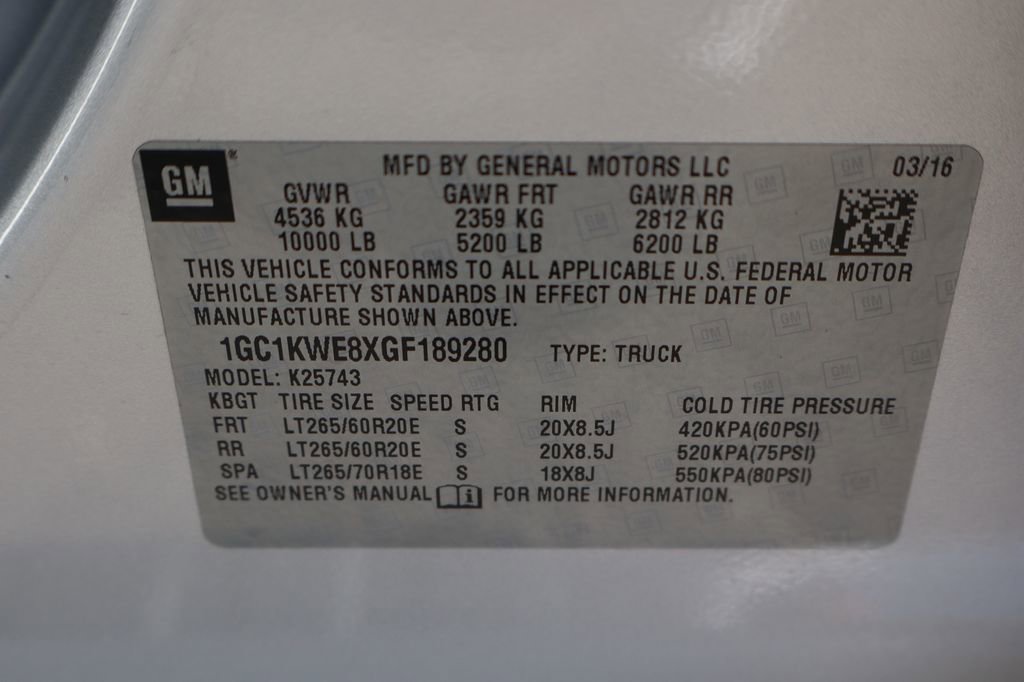 GM
MFD BY GENERAL MOTORS LLC 03/16
GVWR GAWR FRT GAWR RR
4536 KG 2359 KG 2812 KG
10000 LB 5200 LB 6200 LB
THIS VEHICLE CONFORMS TO ALL APPLICABLE U.S. FEDERAL MOTOR
VEHICLE SAFETY STANDARDS IN EFFECT ON THE DATE OF
MANUFACTURE SHOWN ABOVE.
1GC1KWE8XGF189280 TYPE: TRUCK
MODEL: K25743
KBGT TIRE SIZE SPEED RTG RIM COLD TIRE PRESSURE
FRT LT265/60R20E S 20X8.5J 420KPA(60PSI)
RR LT265/60R20E S 20X8.5J 520KPA(75PSI)
SPA LT265/70R18E S 18X8J 550KPA(80PSI)
SEE OWNER'S MANUAL i FOR MORE INFORMATION.